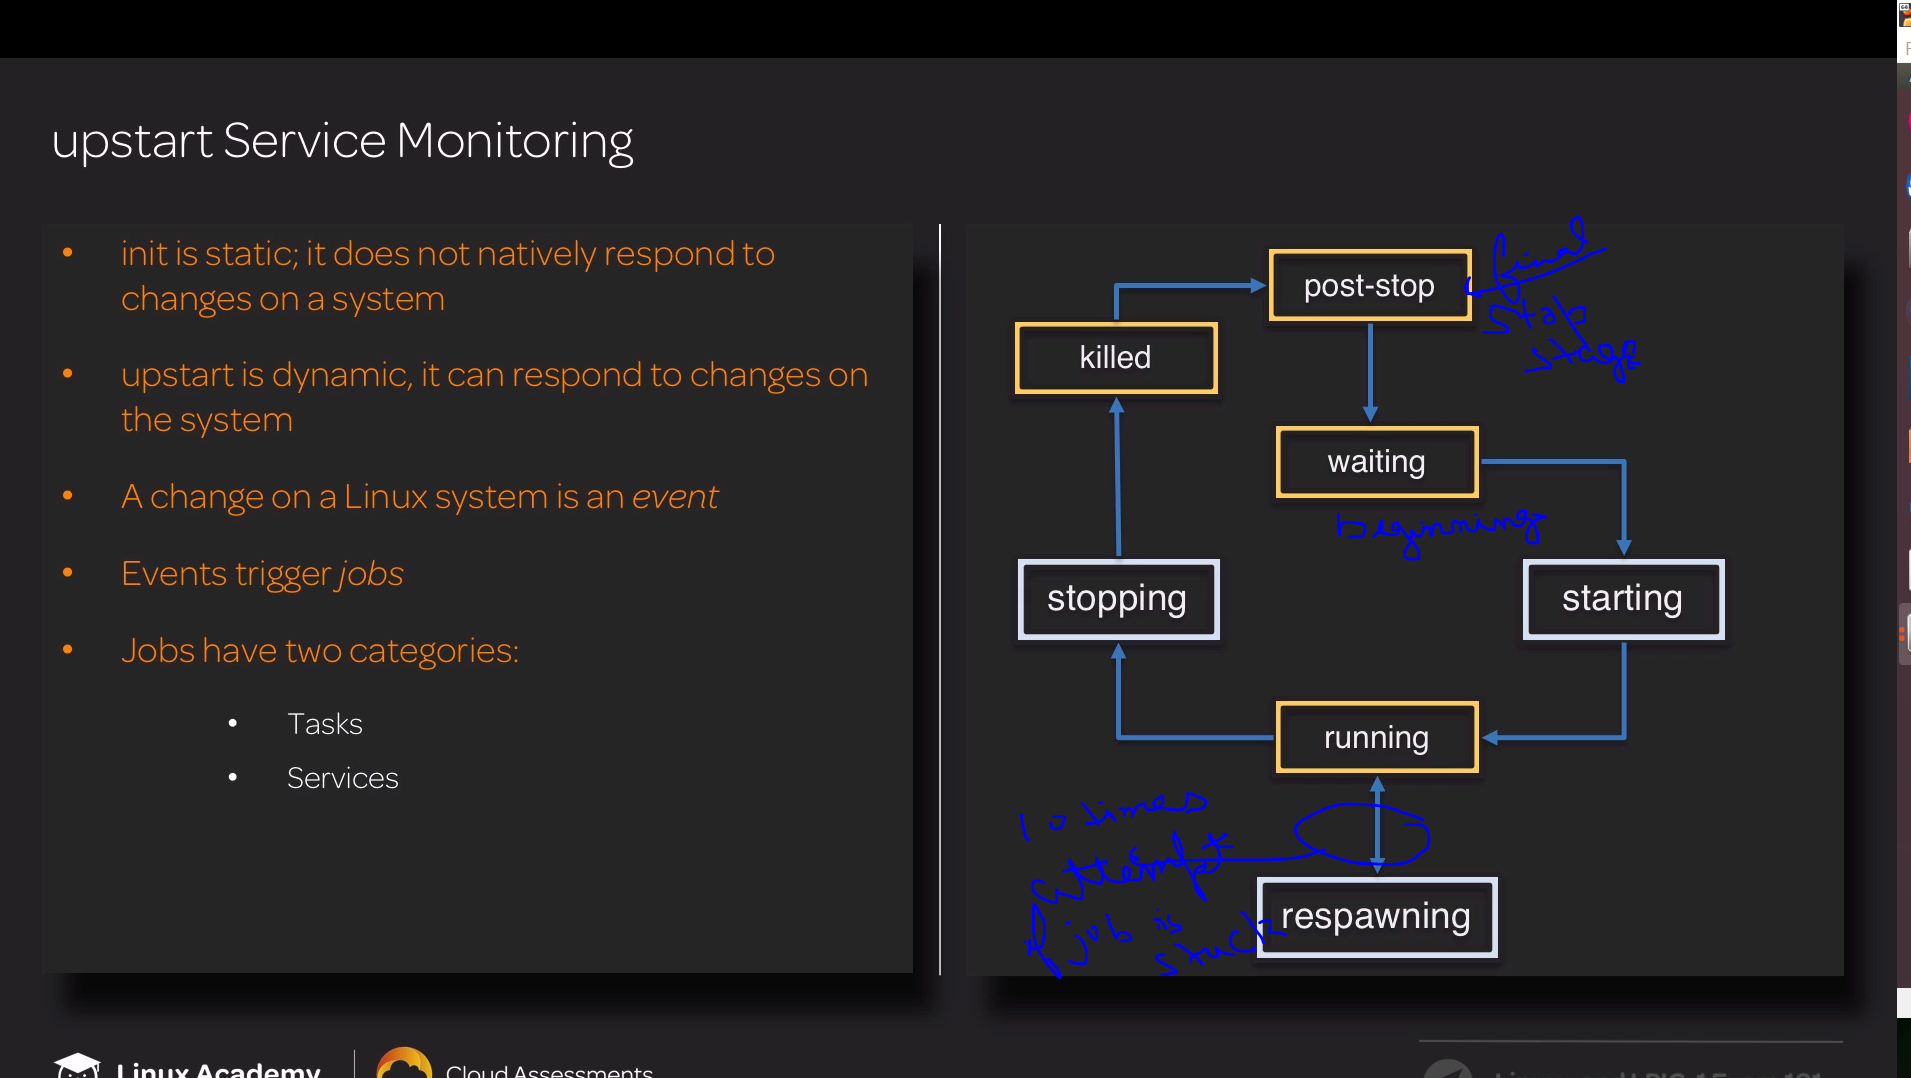 upstart Service Monitoring
• init is static; it does not natively respond to
changes on a system
• upstart is dynamic, it can respond to changes on
the system
• A change on a Linux system is an event
• Events trigger jobs
• Jobs have two categories:
• Tasks
• Services
post-stop
final
stop
stage
killed
waiting
beginning
stopping
starting
running
10 times
attempt
if job is
stuck
respawning
Linux Academy
Cloud Assessments